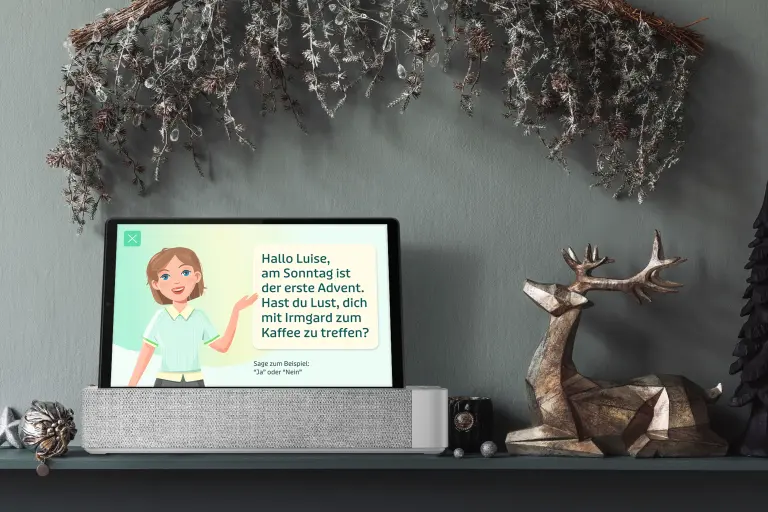 Hallo Luise,
am Sonntag ist
der erste Advent.
Hast du Lust, dich
mit Irmgard zum
Kaffee zu treffen?
Sage zum Beispiel:
"Ja" oder "Nein"